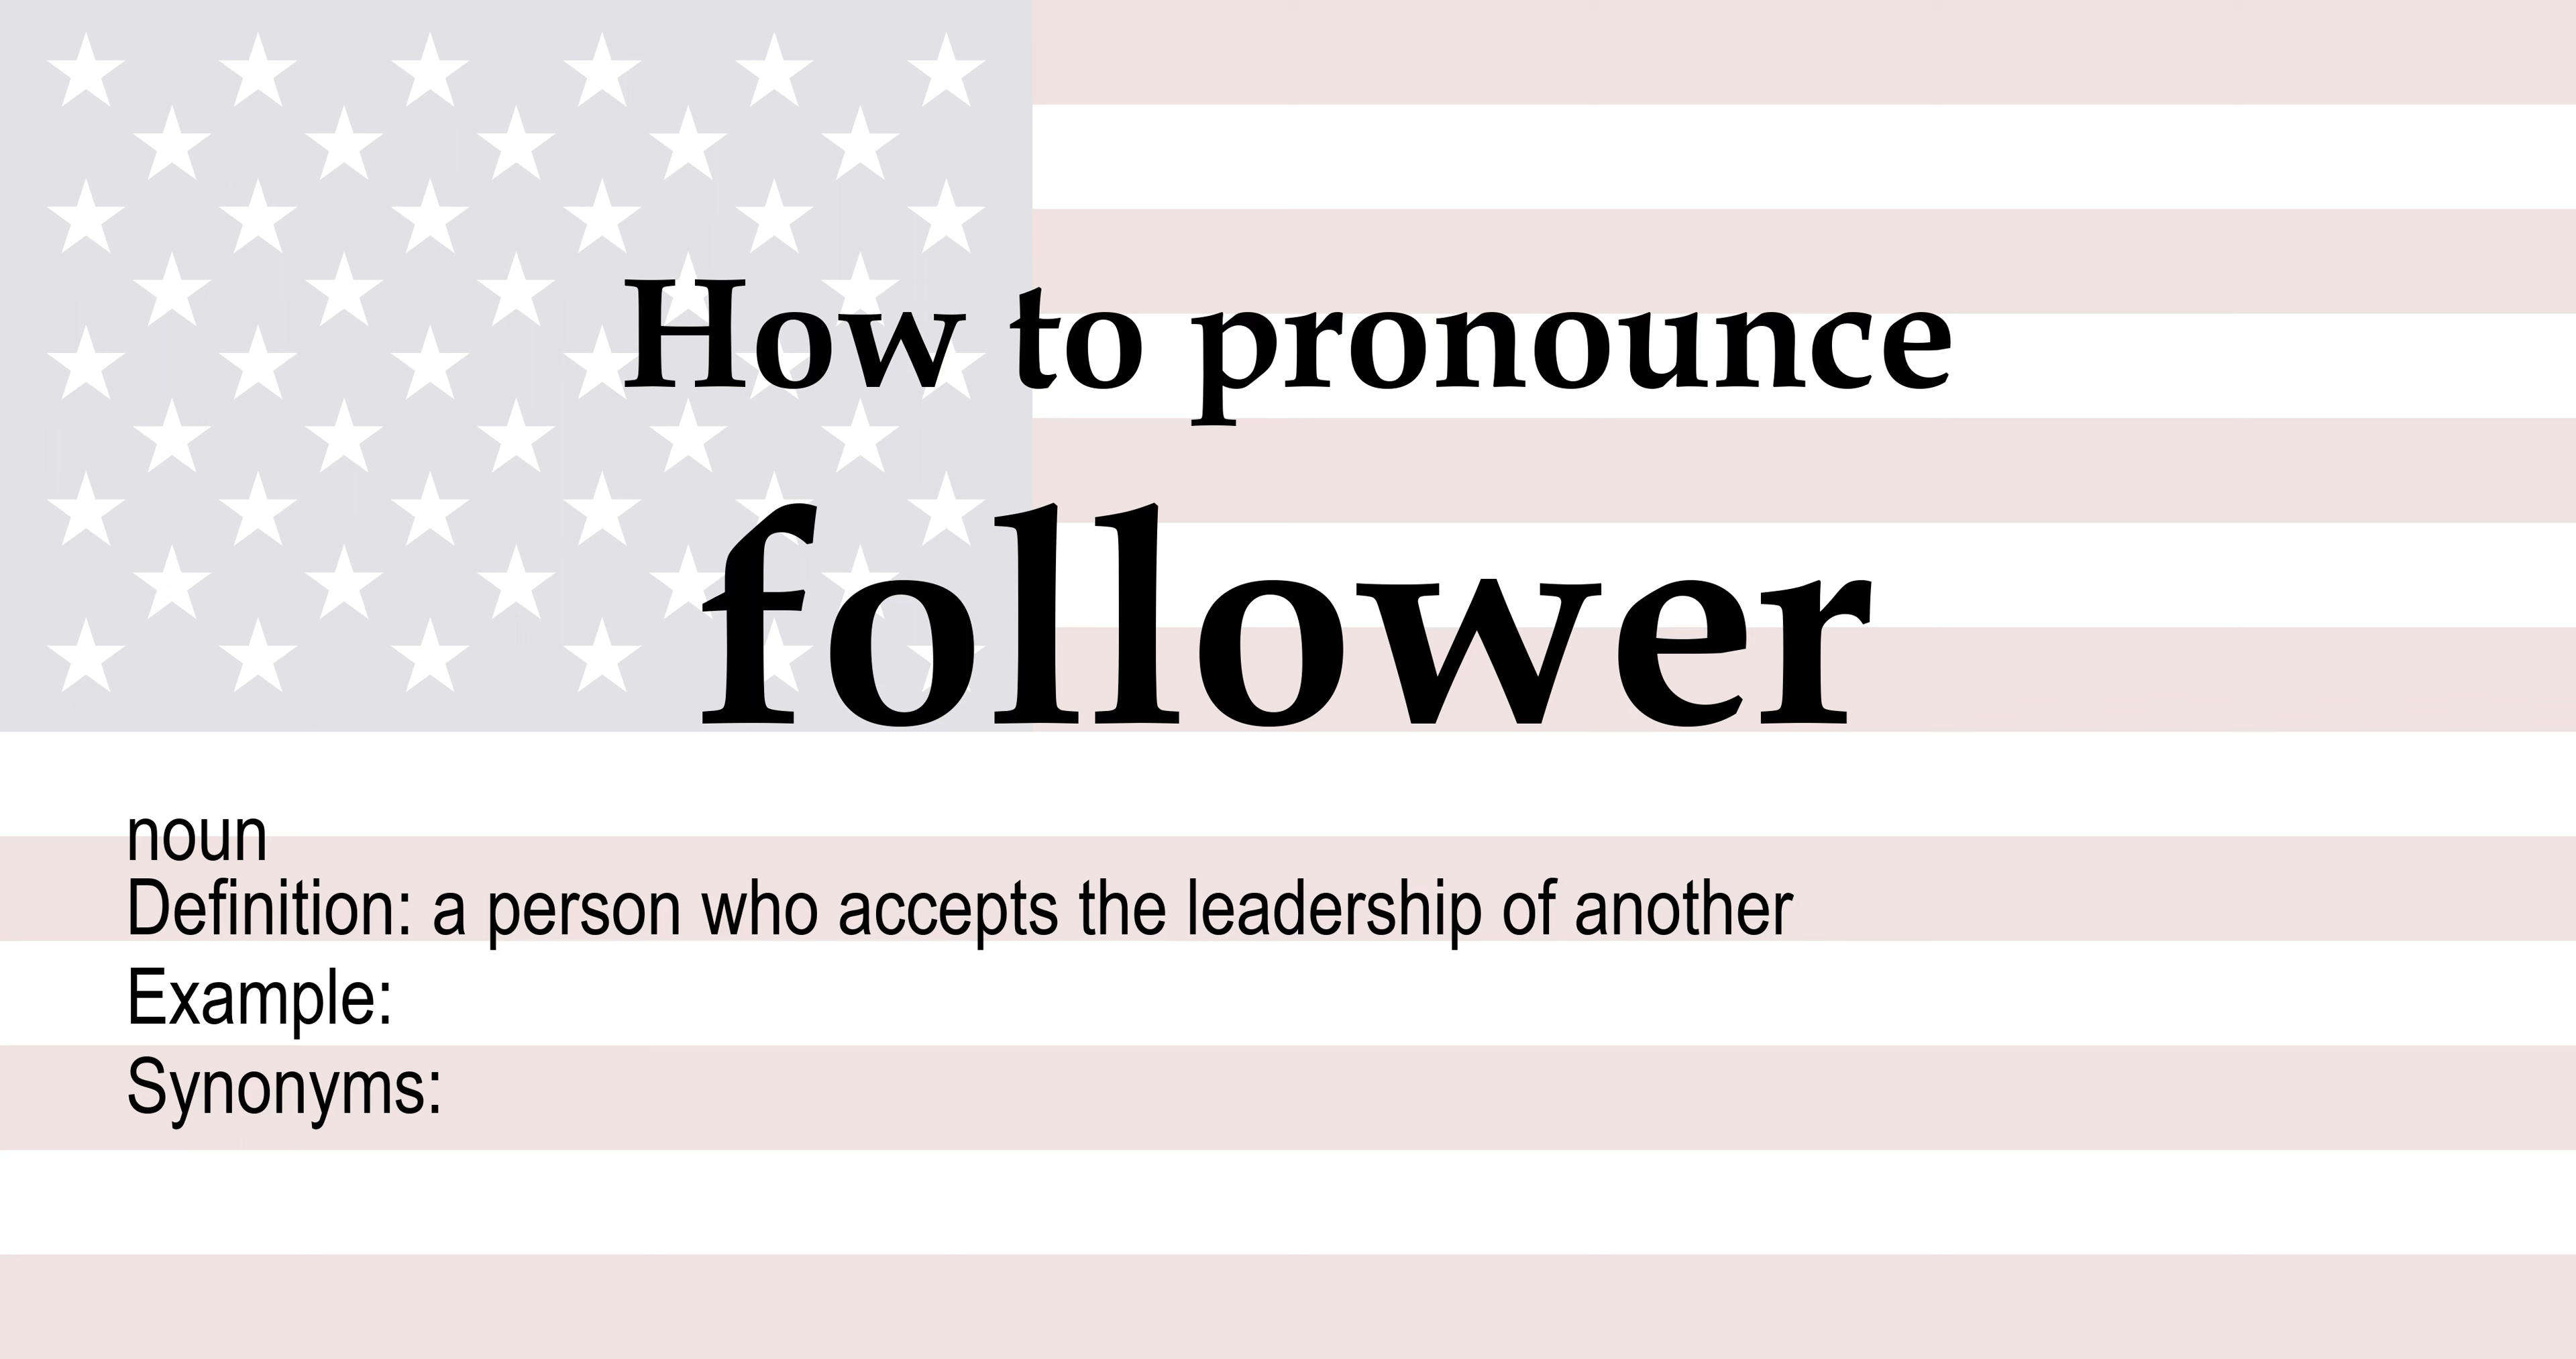 How to pronounce
follower
noun
Definition: a person who accepts the leadership of another
Example:
Synonyms: